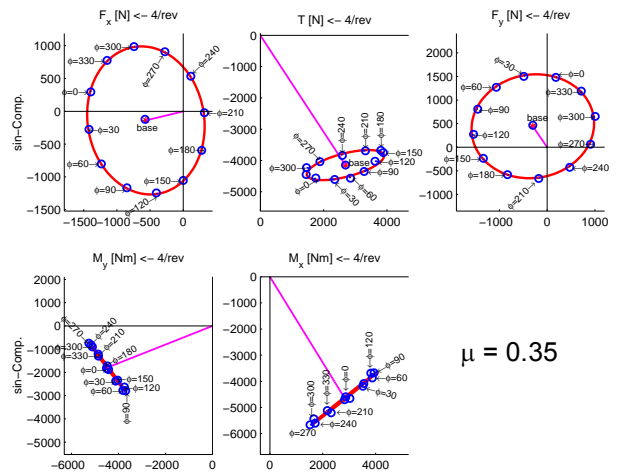 F_x [N] <- 4/rev
T [N] <- 4/rev
F_y [N] <- 4/rev
sin-Comp.
1000
500
0
−500
−1000
−1500
−1500 −1000 −500 0
φ=300
φ=330
φ=0
φ=30
φ=60
φ=90
φ=120
φ=150
φ=180
φ=210
φ=240
φ=270
base
0
−1000
−2000
−3000
−4000
−5000
0 2000 4000
φ=270
φ=240
φ=210
φ=180
φ=150
φ=120
φ=90
φ=60
φ=30
φ=0
φ=300
base
2000
1500
1000
500
0
−500
−1000
−1000 0 1000
φ=30
φ=0
φ=60
φ=330
φ=90
φ=300
φ=120
φ=270
φ=150
φ=240
φ=180
φ=210
base
M_y [Nm] <- 4/rev
M_x [Nm] <- 4/rev
sin-Comp.
2000
1000
0
−1000
−2000
−3000
−4000
−5000
−6000 −4000 −2000 0
φ=270
φ=240
φ=300
φ=210
φ=330
φ=180
φ=0
φ=30
φ=150
φ=60
φ=120
φ=90
0
−1000
−2000
−3000
−4000
−5000
−6000
0 2000 4000
φ=120
φ=90
φ=60
φ=30
φ=0
φ=330
φ=300
φ=210
φ=240
φ=270
μ = 0.35